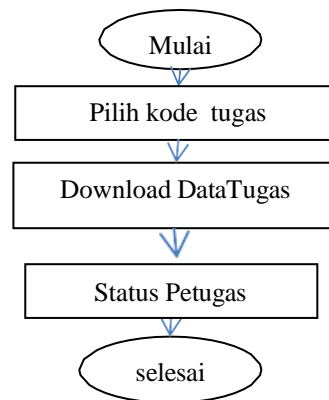 Mulai
Pilih kode tugas
Download DataTugas
Status Petugas
selesai